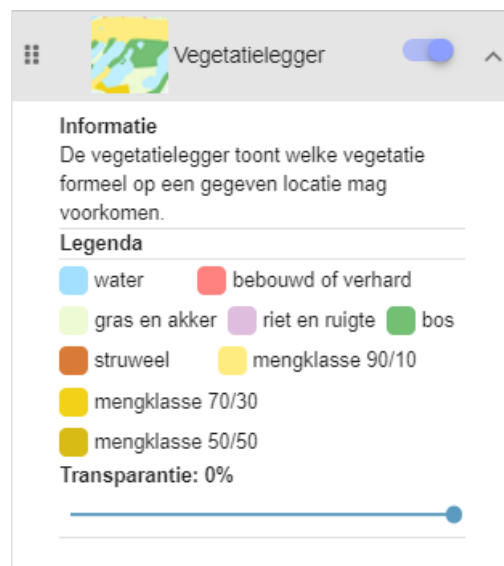 Vegetatielegger
Informatie
De vegetatielegger toont welke vegetatie
formeel op een gegeven locatie mag
voorkomen.
Legenda
water bebouwd of verhard
gras en akker riet en ruigte bos
struweel mengklasse 90/10
mengklasse 70/30
mengklasse 50/50
Transparantie: 0%